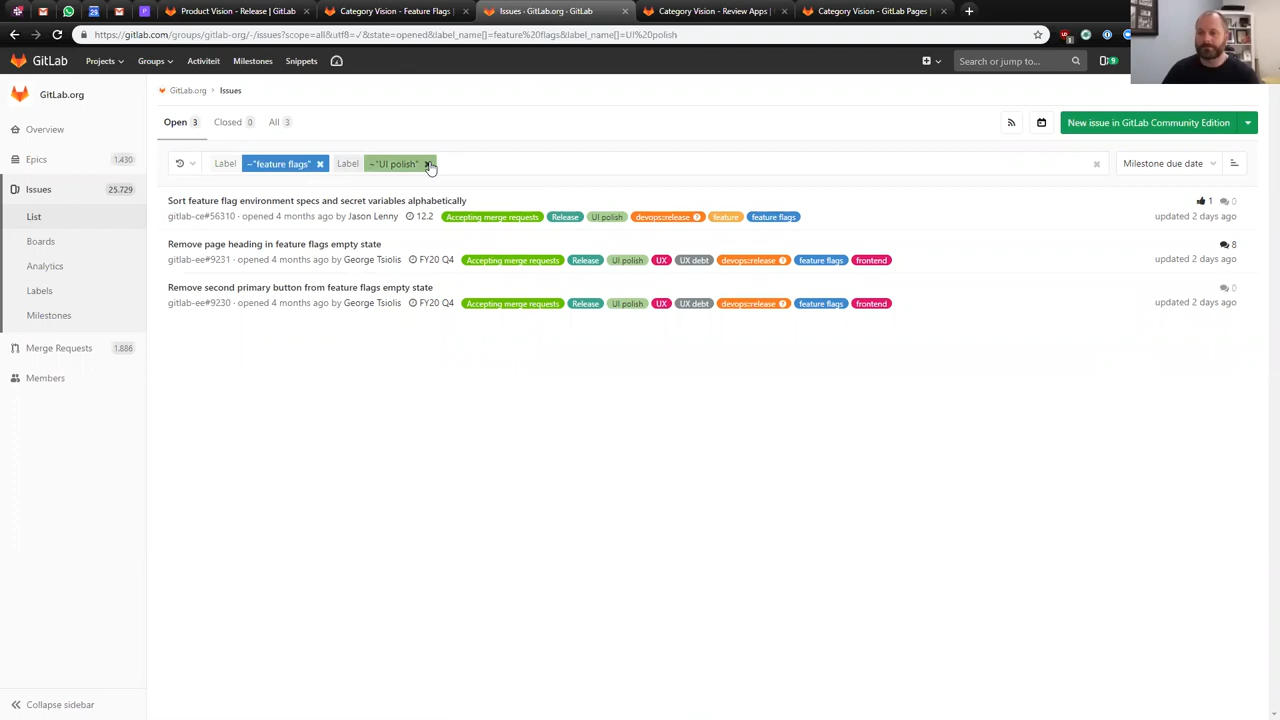 Product Vision - Release | GitLab
Category Vision - Feature Flags |
Issues · GitLab.org · GitLab
Category Vision - Review Apps |
Category Vision - GitLab Pages |
https://gitlab.com/groups/gitlab-org/-/issues?scope=all&utf8=✓&state=opened&label_name[]=feature%20flags&label_name[]=UI%20polish
GitLab
Projects
Groups
Activiteit
Milestones
Snippets
Search or jump to...
9
GitLab.org
Overview
Epics 1.430
Issues 25.729
List
Boards
Analytics
Labels
Milestones
Merge Requests 1.886
Members
Collapse sidebar
GitLab.org > Issues
Open 3 Closed 0 All 3
New issue in GitLab Community Edition
Label ~"feature flags" Label ~"UI polish"
Milestone due date
Sort feature flag environment specs and secret variables alphabetically
1 0
gitlab-ce#56310 · opened 4 months ago by Jason Lenny 12.2 Accepting merge requests Release UI polish devops::release feature feature flags
updated 2 days ago
Remove page heading in feature flags empty state
8
gitlab-ee#9231 · opened 4 months ago by George Tsiolis FY20 Q4 Accepting merge requests Release UI polish UX UX debt devops::release feature flags frontend
updated 2 days ago
Remove second primary button from feature flags empty state
0
gitlab-ee#9230 · opened 4 months ago by George Tsiolis FY20 Q4 Accepting merge requests Release UI polish UX UX debt devops::release feature flags frontend
updated 2 days ago